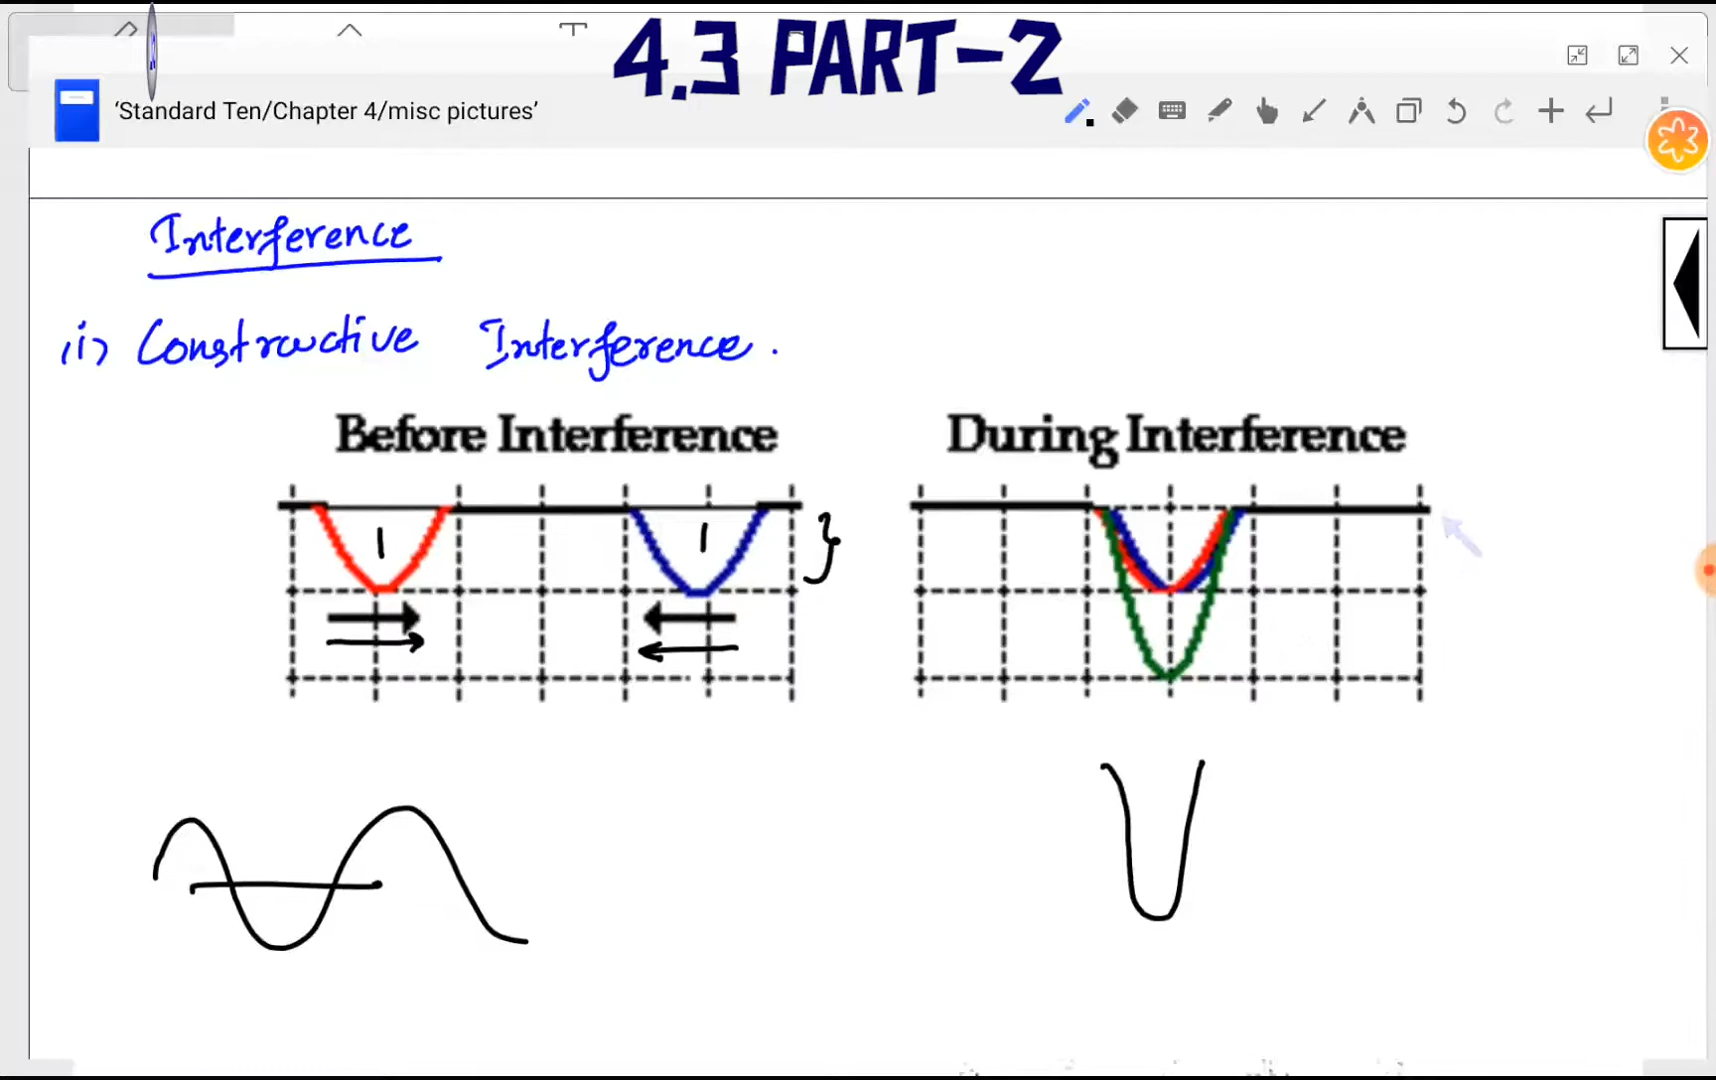 4.3 PART-2
‘Standard Ten/Chapter 4/misc pictures’
Interference
(i) Constructive Interference.
Before Interference
During Interference
1
1